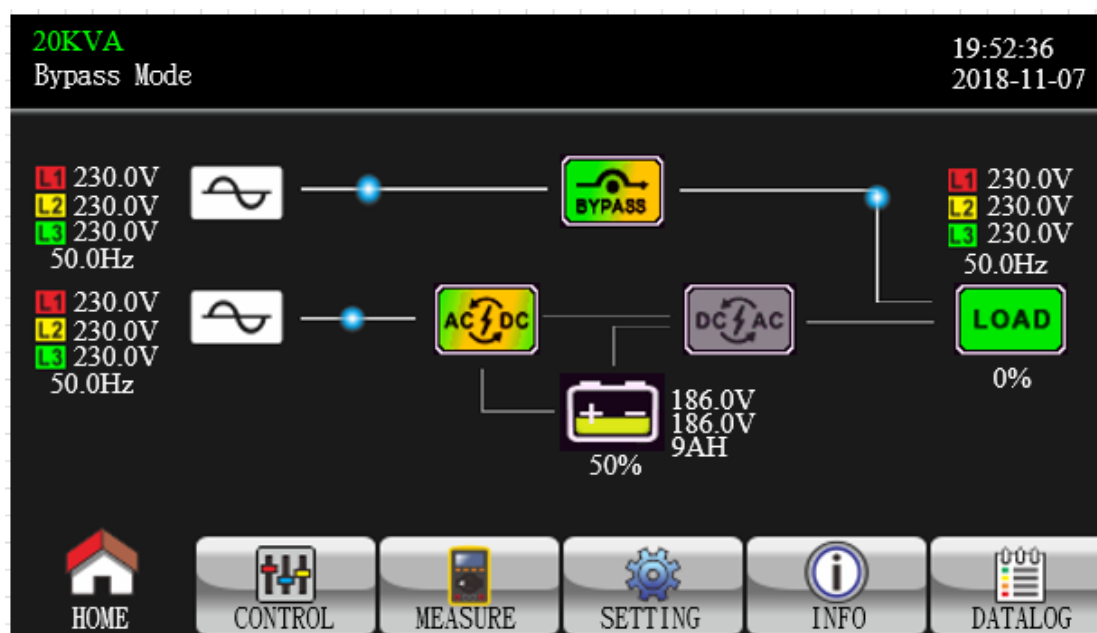 20KVA
Bypass Mode
19:52:36
2018-11-07
L1 230.0V
L2 230.0V
L3 230.0V
50.0Hz
BYPASS
L1 230.0V
L2 230.0V
L3 230.0V
50.0Hz
L1 230.0V
L2 230.0V
L3 230.0V
50.0Hz
AC DC
DC AC
LOAD
0%
+ -
186.0V
186.0V
9AH
50%
HOME
CONTROL
MEASURE
SETTING
INFO
DATALOG